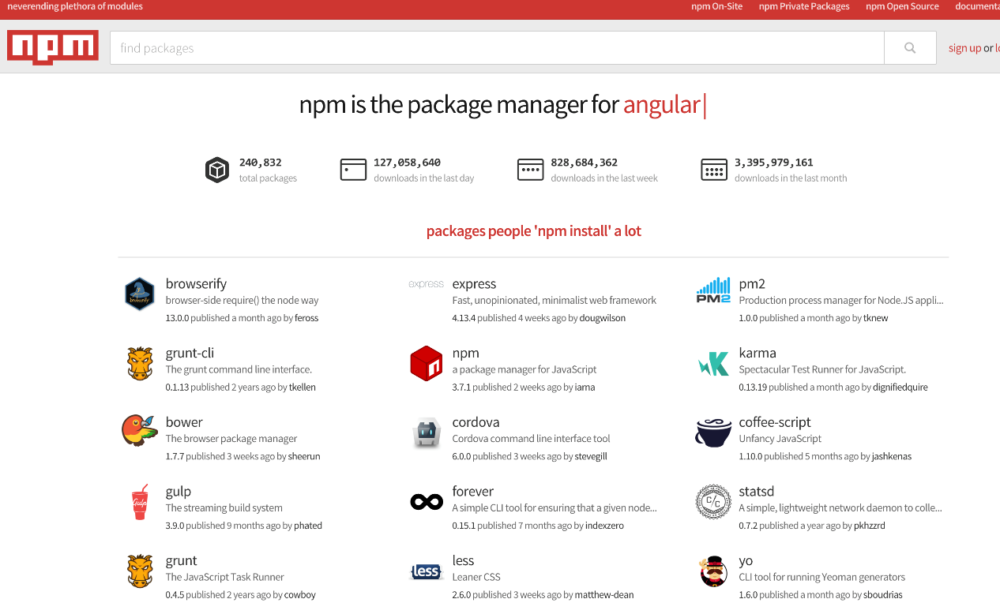 neverending plethora of modules
npm On-Site npm Private Packages npm Open Source
npm
find packages
sign up or
npm is the package manager for angular
240,832
total packages
127,058,640
downloads in the last day
828,684,362
downloads in the last week
3,395,979,161
downloads in the last month
packages people 'npm install' a lot
browserify
browser-side require() the node way
13.0.0 published a month ago by feross
express
express
Fast, unopinionated, minimalist web framework
4.13.4 published 4 weeks ago by dougwilson
PM2
pm2
Production process manager for Node.JS appli...
1.0.0 published a month ago by tknew
grunt-cli
The grunt command line interface.
0.1.13 published 2 years ago by tkellen
n
npm
a package manager for JavaScript
3.7.1 published 2 weeks ago by iarna
K
karma
Spectacular Test Runner for JavaScript.
0.13.19 published a month ago by dignifiedquire
bower
The browser package manager
1.7.7 published 3 weeks ago by sheerun
cordova
Cordova command line interface tool
6.0.0 published 3 weeks ago by stevegill
coffee-script
Unfancy JavaScript
1.10.0 published 5 months ago by jashkenas
Gulp
gulp
The streaming build system
3.9.0 published 9 months ago by phated
forever
A simple CLI tool for ensuring that a given node...
0.15.1 published 7 months ago by indexzero
C/C
statsd
A simple, lightweight network daemon to colle...
0.7.2 published a year ago by pkhzzrd
grunt
The JavaScript Task Runner
0.4.5 published 2 years ago by cowboy
less
less
Leaner CSS
2.6.0 published 3 weeks ago by matthew-dean
yo
CLI tool for running Yeoman generators
1.6.0 published a month ago by sboudrias